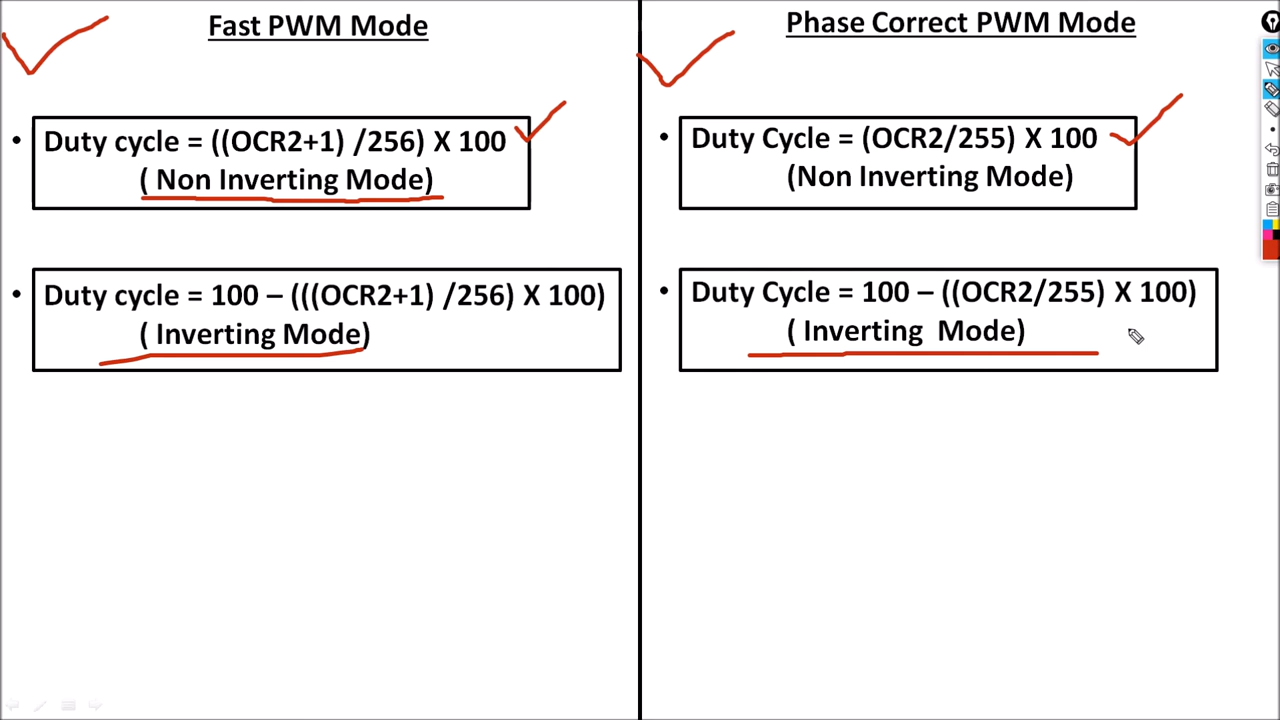 Fast PWM Mode
• Duty cycle = ((OCR2+1) /256) X 100
( Non Inverting Mode)
• Duty cycle = 100 – (((OCR2+1) /256) X 100)
( Inverting Mode)
Phase Correct PWM Mode
• Duty Cycle = (OCR2/255) X 100
(Non Inverting Mode)
• Duty Cycle = 100 – ((OCR2/255) X 100)
( Inverting  Mode)